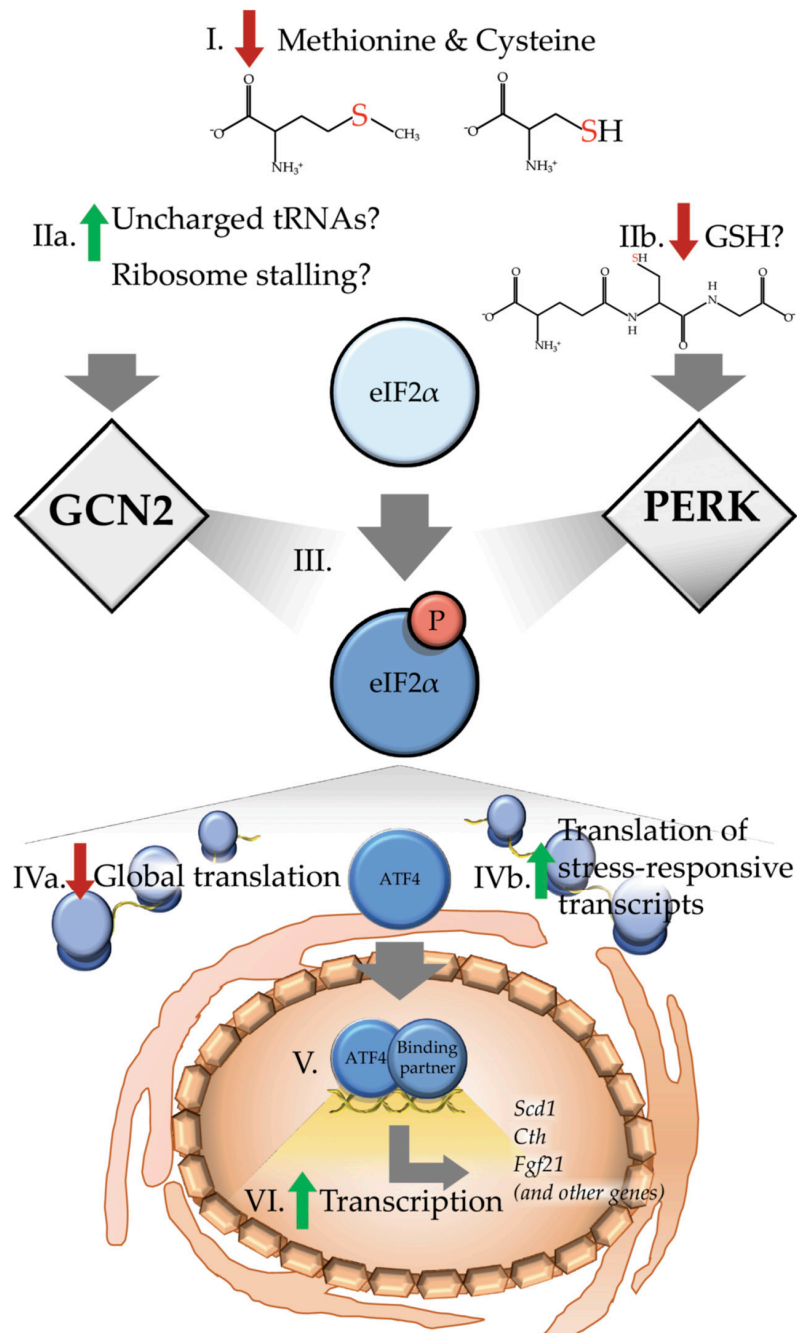 I. Methionine & Cysteine
O
⁻O
S
CH₃
NH₃⁺
O
⁻O
SH
NH₃⁺
IIa. Uncharged tRNAs?
Ribosome stalling?
IIb. GSH?
SH
O
O
H
N
O
⁻O
N
H
O⁻
NH₃⁺
O
eIF2α
GCN2
PERK
III.
P
eIF2α
IVa. Global translation
ATF4
IVb. Translation of
stress-responsive
transcripts
V.
ATF4
Binding
partner
Scd1
Cth
Fgf21
(and other genes)
VI. Transcription